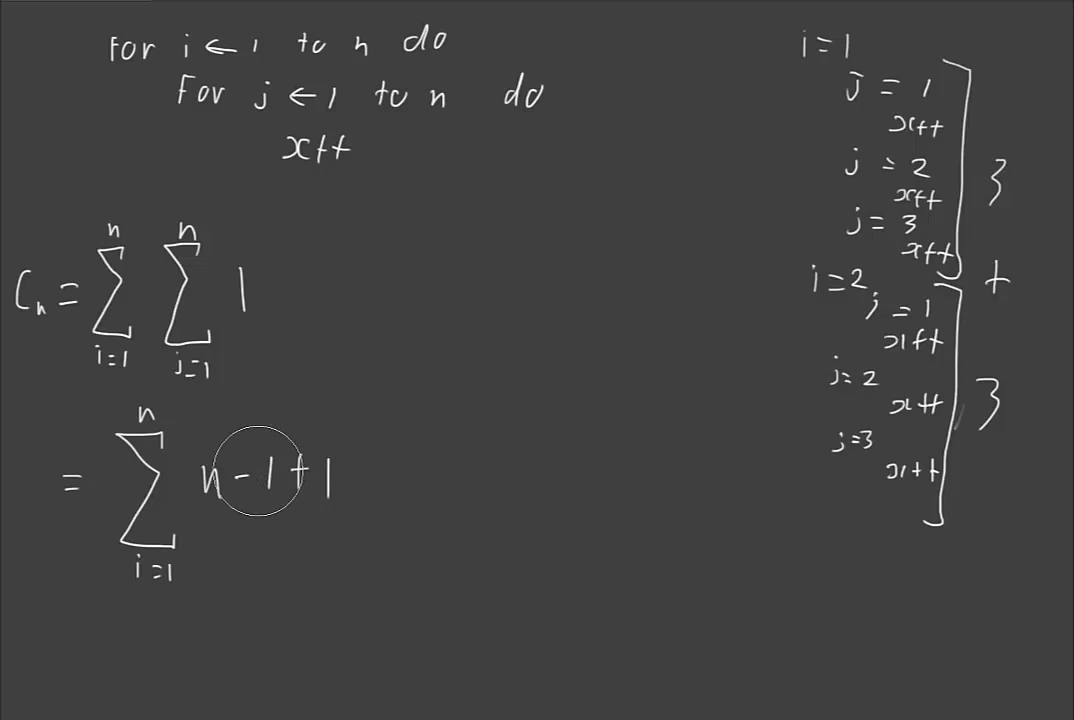 For i ← 1 to n do
For j ← 1 to n do
x++
n n
Cn = ∑ ∑ 1
i=1 j=1
n
= ∑ n - 1 + 1
i=1
i = 1
j = 1
x++
j = 2
x++
j = 3
x++
3
+
i = 2
j = 1
x++
j = 2
x++
j = 3
x++
3